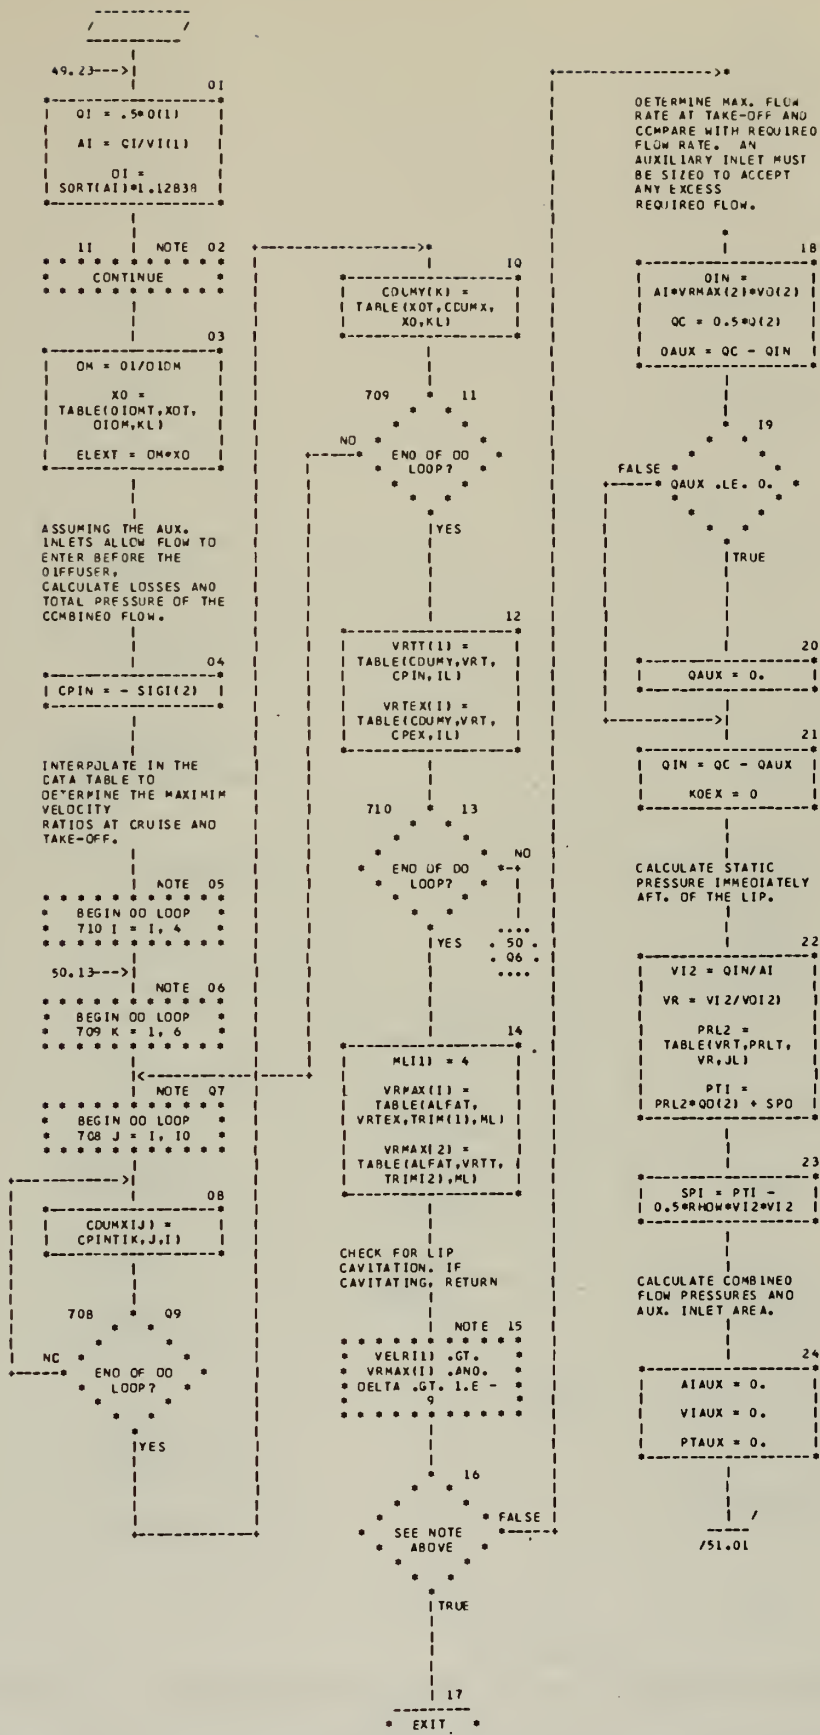 49.23--->|
01
QI = .5*Q(1)
AI = QI/VI(1)
DI =
SQRT(AI)*1.12838
11 NOTE 02
CONTINUE
03
DM = DI/DIDM
XO =
TABLE(DIDMT,XOT,
DIDM,KL)
ELEXT = DM*XO
ASSUMING THE AUX.
INLETS ALLOW FLOW TO
ENTER BEFORE THE
DIFFUSER,
CALCULATE LOSSES AND
TOTAL PRESSURE OF THE
COMBINED FLOW.
04
CPIN = - SIGI(2)
INTERPOLATE IN THE
DATA TABLE TO
DETERMINE THE MAXIMIM
VELOCITY
RATIOS AT CRUISE AND
TAKE-OFF.
NOTE 05
BEGIN DO LOOP
710 I = 1, 4
50.13--->|
NOTE 06
BEGIN DO LOOP
709 K = 1, 6
NOTE 07
BEGIN DO LOOP
708 J = 1, 10
08
CDUMX(J) =
CPINT(K,J,I)
708 09
NO
END OF DO
LOOP?
YES
10
CDUMY(K) =
TABLE(XOT,CDUMX,
XO,KL)
709 11
NO
END OF DO
LOOP?
YES
12
VRTT(I) =
TABLE(CDUMY,VRT,
CPIN,IL)
VRTEX(I) =
TABLE(CDUMY,VRT,
CPEX,IL)
710 13
NO
END OF DO
LOOP?
YES
50
06
14
ML(1) = 4
VRMAX(1) =
TABLE(ALFAT,
VRTEX,TRIM(1),ML)
VRMAX(2) =
TABLE(ALFAT,VRTT,
TRIM(2),ML)
CHECK FOR LIP
CAVITATION. IF
CAVITATING, RETURN
NOTE 15
VELR(1) .GT.
VRMAX(1) .AND.
DELTA .GT. 1.E -
9
16
FALSE
SEE NOTE
ABOVE
TRUE
17
EXIT
DETERMINE MAX. FLOW
RATE AT TAKE-OFF AND
COMPARE WITH REQUIRED
FLOW RATE. AN
AUXILIARY INLET MUST
BE SIZED TO ACCEPT
ANY EXCESS
REQUIRED FLOW.
18
QIN =
AI*VRMAX(2)*VO(2)
QC = 0.5*Q(2)
QAUX = QC - QIN
19
FALSE
QAUX .LE. 0.
TRUE
20
QAUX = 0.
21
QIN = QC - QAUX
KOEX = 0
CALCULATE STATIC
PRESSURE IMMEDIATELY
AFT. OF THE LIP.
22
VI2 = QIN/AI
VR = VI2/VO(2)
PRL2 =
TABLE(VRT,PRLT,
VR,JL)
PTI =
PRL2*QO(2) + SPO
23
SPI = PTI -
0.5*RHOW*VI2*VI2
CALCULATE COMBINED
FLOW PRESSURES AND
AUX. INLET AREA.
24
AIAUX = 0.
VIAUX = 0.
PTAUX = 0.
/51.01